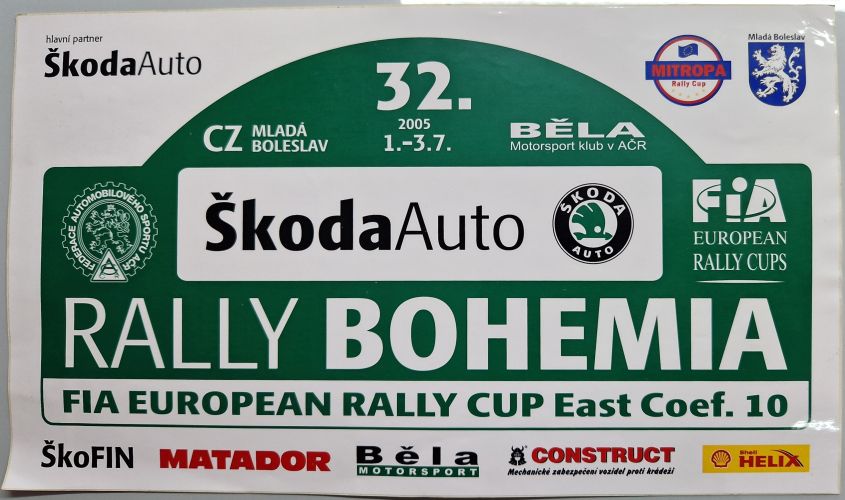 hlavní partner
ŠkodaAuto
MITROPA
Rally Cup
Mladá Boleslav
32.
2005
1.-3.7.
CZ MLADÁ
BOLESLAV
BĚLA
Motorsport klub v AČR
FEDERACE AUTOMOBILOVÉHO SPORTU AČR
ŠkodaAuto
ŠKODA
AUTO
FiA
EUROPEAN
RALLY CUPS
RALLY BOHEMIA
FIA EUROPEAN RALLY CUP East Coef. 10
ŠkoFIN
MATADOR
Běla
MOTORSPORT
CONSTRUCT
Mechanické zabezpečení vozidel proti krádeži
Shell
HELIX